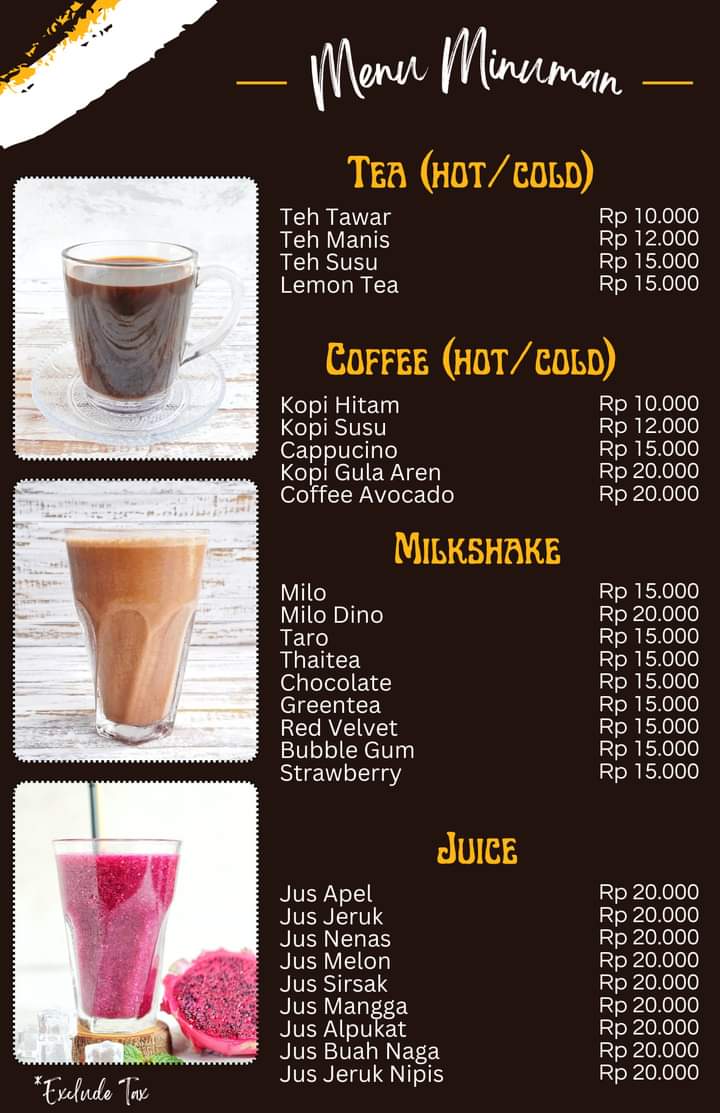 Menu Minuman
TEA (HOT/COLD)
Teh Tawar Rp 10.000
Teh Manis Rp 12.000
Teh Susu Rp 15.000
Lemon Tea Rp 15.000
COFFEE (HOT/COLD)
Kopi Hitam Rp 10.000
Kopi Susu Rp 12.000
Cappucino Rp 15.000
Kopi Gula Aren Rp 20.000
Coffee Avocado Rp 20.000
MILKSHAKE
Milo Rp 15.000
Milo Dino Rp 20.000
Taro Rp 15.000
Thaitea Rp 15.000
Chocolate Rp 15.000
Greentea Rp 15.000
Red Velvet Rp 15.000
Bubble Gum Rp 15.000
Strawberry Rp 15.000
JUICE
Jus Apel Rp 20.000
Jus Jeruk Rp 20.000
Jus Nenas Rp 20.000
Jus Melon Rp 20.000
Jus Sirsak Rp 20.000
Jus Mangga Rp 20.000
Jus Alpukat Rp 20.000
Jus Buah Naga Rp 20.000
Jus Jeruk Nipis Rp 20.000
*Exclude Tax